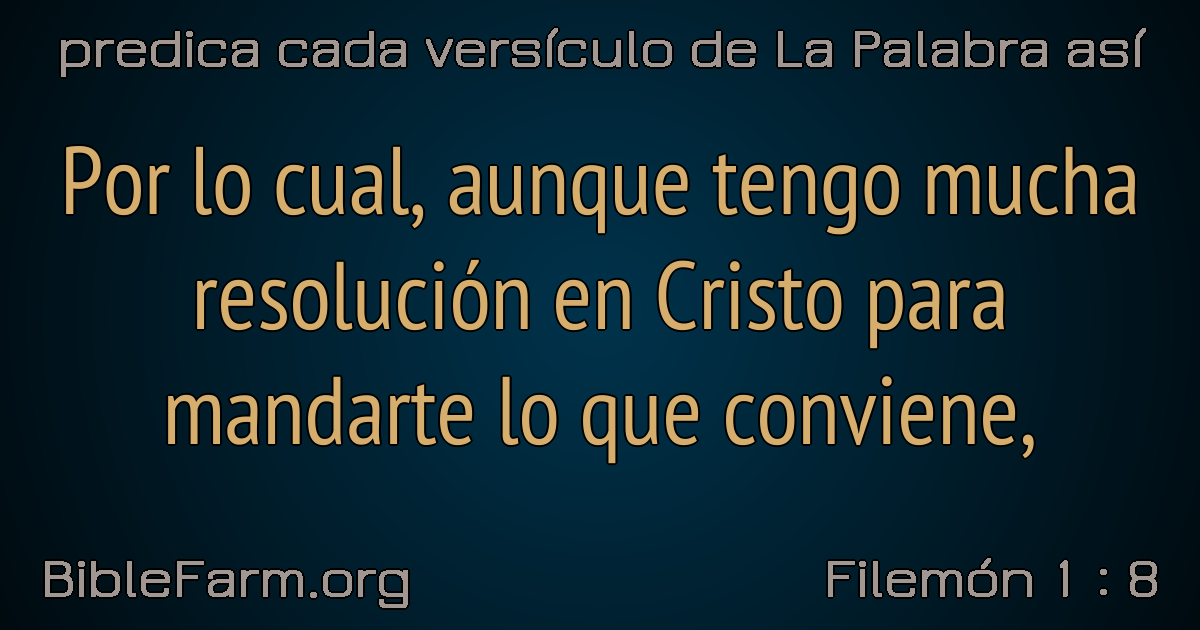 predica cada versículo de La Palabra así
Por lo cual, aunque tengo mucha
resolución en Cristo para
mandarte lo que conviene,
BibleFarm.org
Filemón 1 : 8